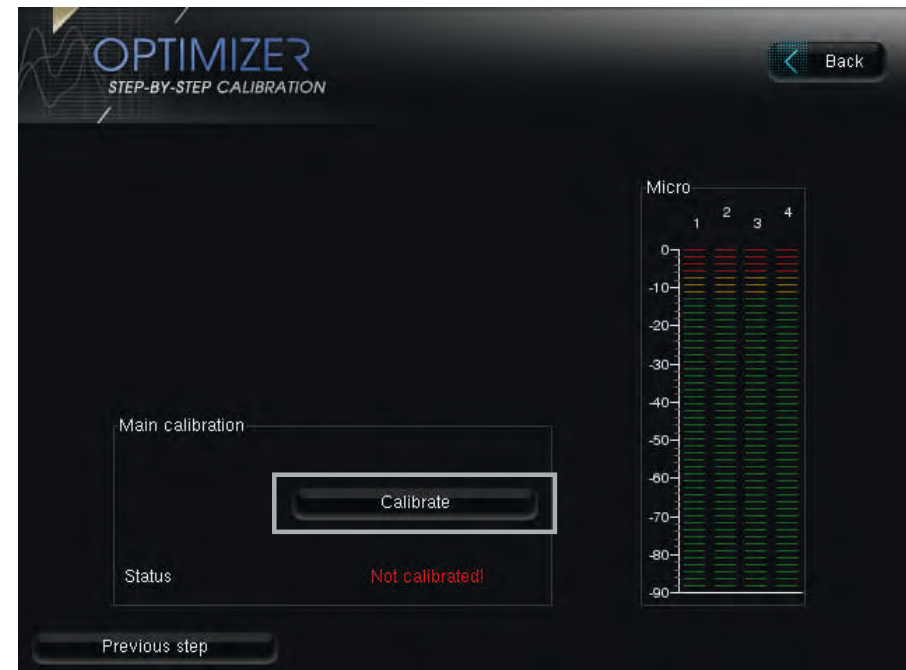 OPTIMIZER
STEP-BY-STEP CALIBRATION
Back
Micro
1 2 3 4
0
-10
-20
-30
-40
-50
-60
-70
-80
-90
Main calibration
Calibrate
Status Not calibrated!
Previous step